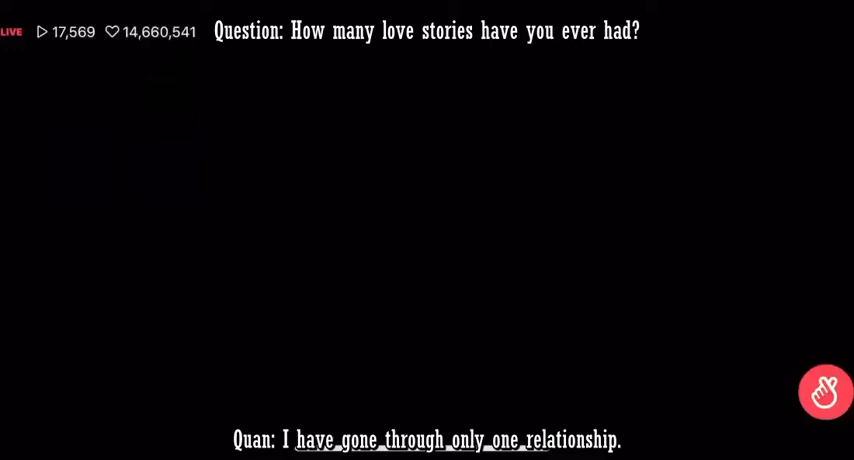 LIVE 17,569 14,660,541 Question: How many love stories have you ever had?
Quan: I have gone through only one relationship.